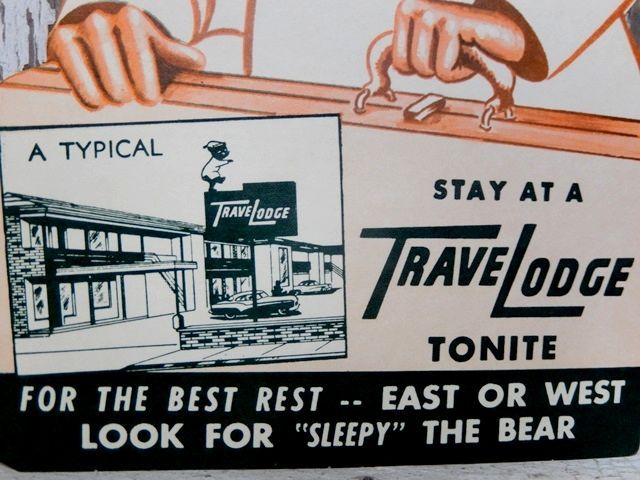 A TYPICAL
TRAVELODGE
STAY AT A
TRAVELODGE
TONITE
FOR THE BEST REST -- EAST OR WEST
LOOK FOR "SLEEPY" THE BEAR